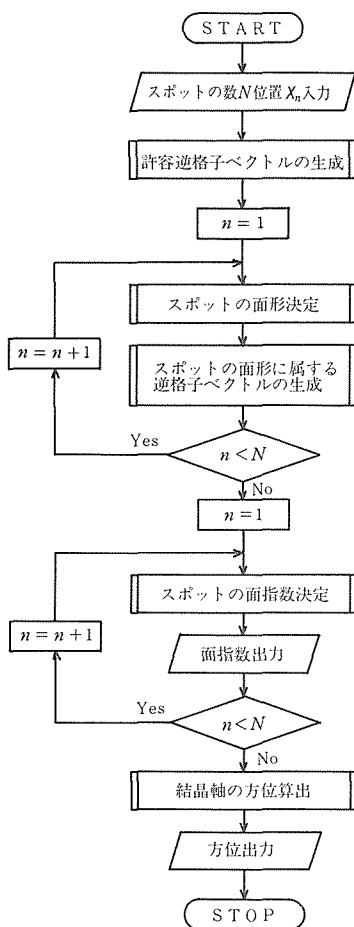 START
スポットの数N位置Xn入力
許容逆格子ベクトルの生成
n = 1
スポットの面形決定
n = n + 1
スポットの面形に属する
逆格子ベクトルの生成
Yes
n < N
No
n = 1
スポットの面指数決定
n = n + 1
面指数出力
Yes
n < N
No
結晶軸の方位算出
方位出力
STOP